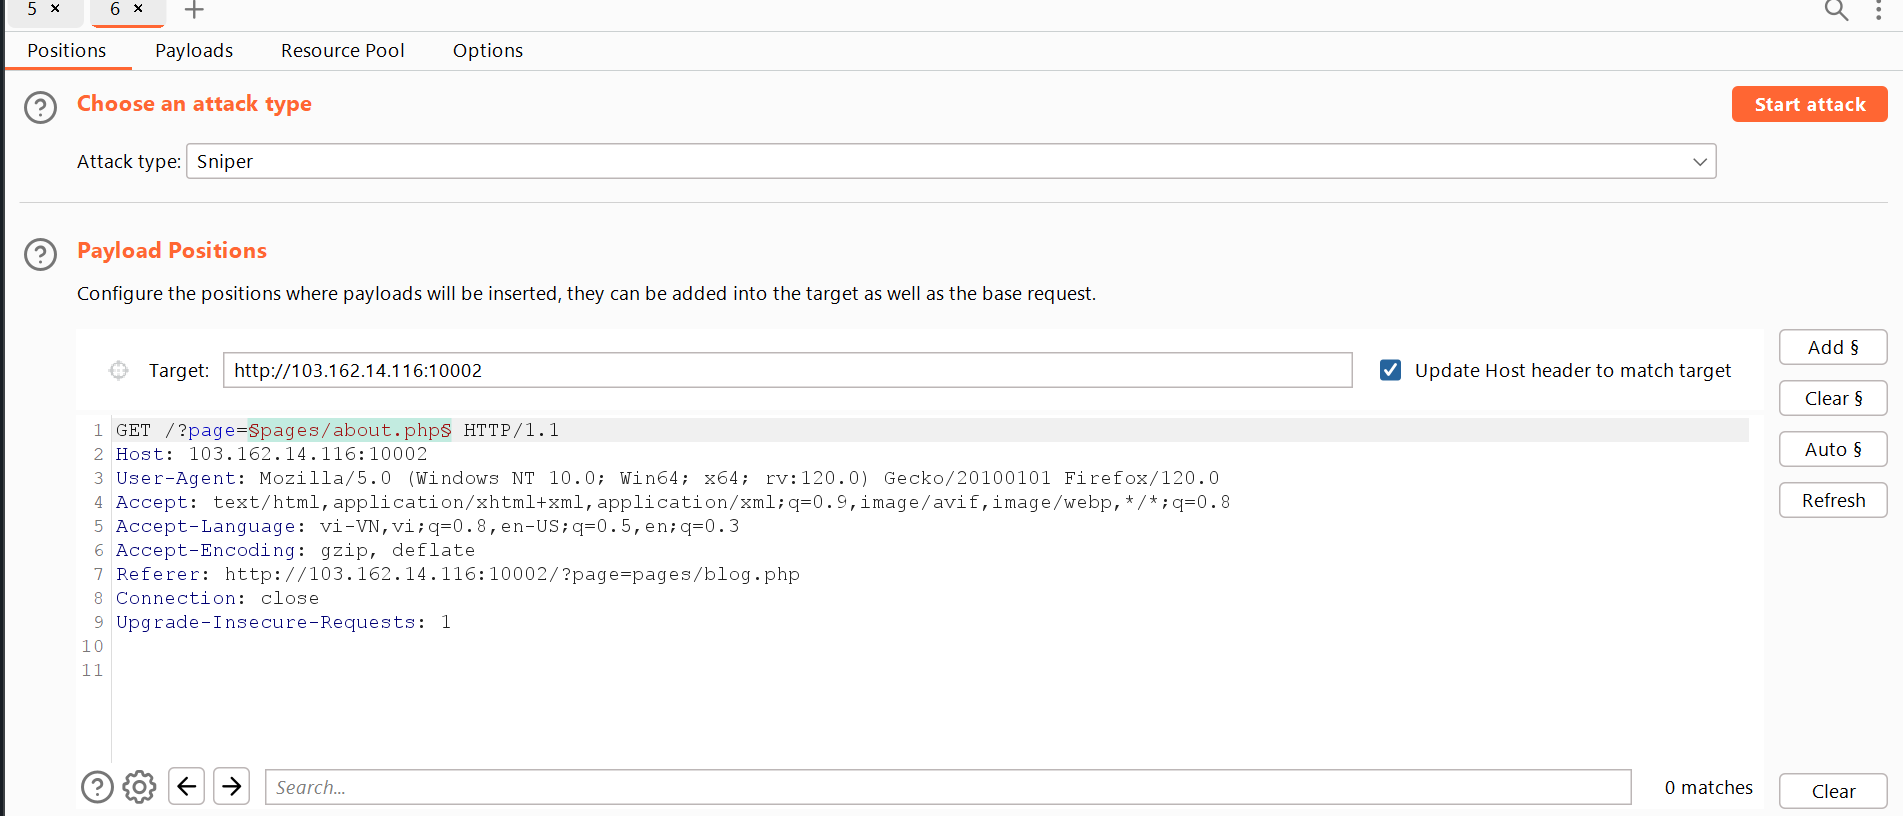 5 × 6 × +
Positions Payloads Resource Pool Options
? Choose an attack type Start attack
Attack type: Sniper
? Payload Positions
Configure the positions where payloads will be inserted, they can be added into the target as well as the base request.
Target: http://103.162.14.116:10002 Update Host header to match target Add §
1 GET /?page=§pages/about.php§ HTTP/1.1
Clear §
2 Host: 103.162.14.116:10002
3 User-Agent: Mozilla/5.0 (Windows NT 10.0; Win64; x64; rv:120.0) Gecko/20100101 Firefox/120.0
Auto §
4 Accept: text/html,application/xhtml+xml,application/xml;q=0.9,image/avif,image/webp,*/*;q=0.8
Refresh
5 Accept-Language: vi-VN,vi;q=0.8,en-US;q=0.5,en;q=0.3
6 Accept-Encoding: gzip, deflate
7 Referer: http://103.162.14.116:10002/?page=pages/blog.php
8 Connection: close
9 Upgrade-Insecure-Requests: 1
10
11
? Search... 0 matches Clear